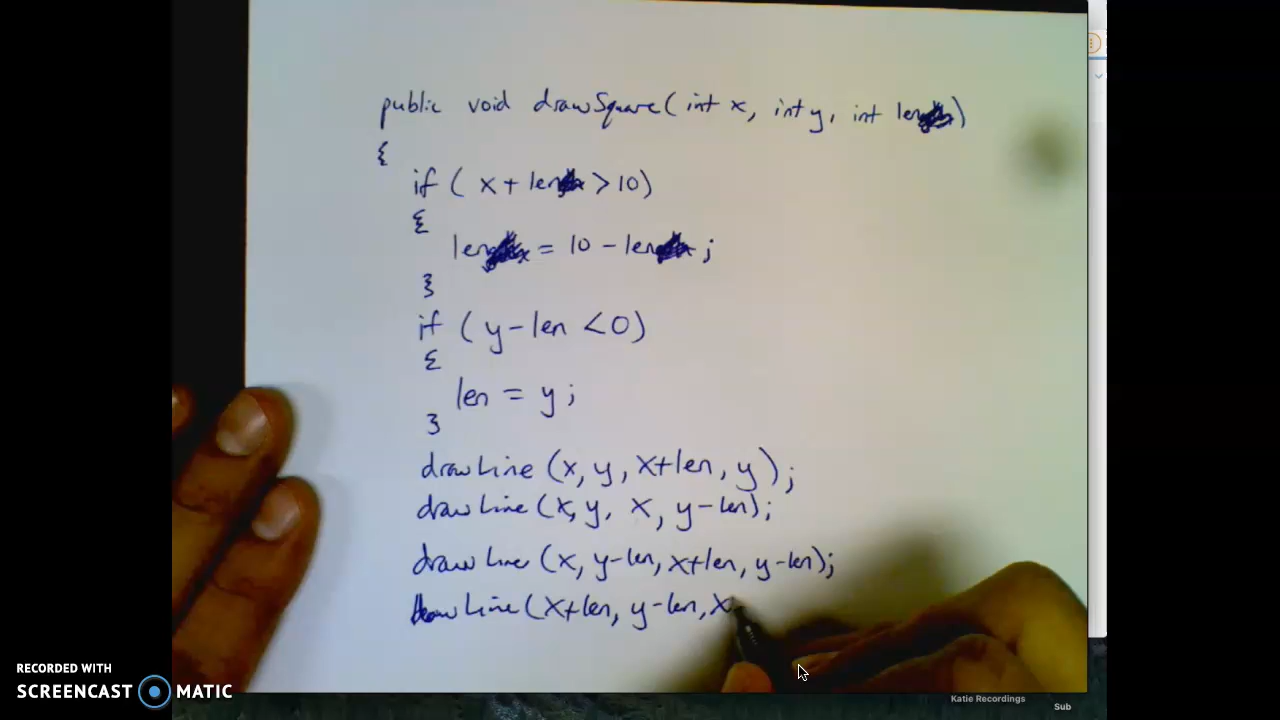 public void drawSquare(int x, int y, int len)
{
if ( x + len > 10)
{
len = 10 - len ;
}
if ( y - len < 0)
{
len = y ;
}
drawLine (x, y, x+len, y );
drawLine (x, y, x, y-len);
drawLine (x, y-len, x+len, y-len);
drawLine (x+len, y-len, x
RECORDED WITH
SCREENCAST MATIC
Katie Recordings
Sub